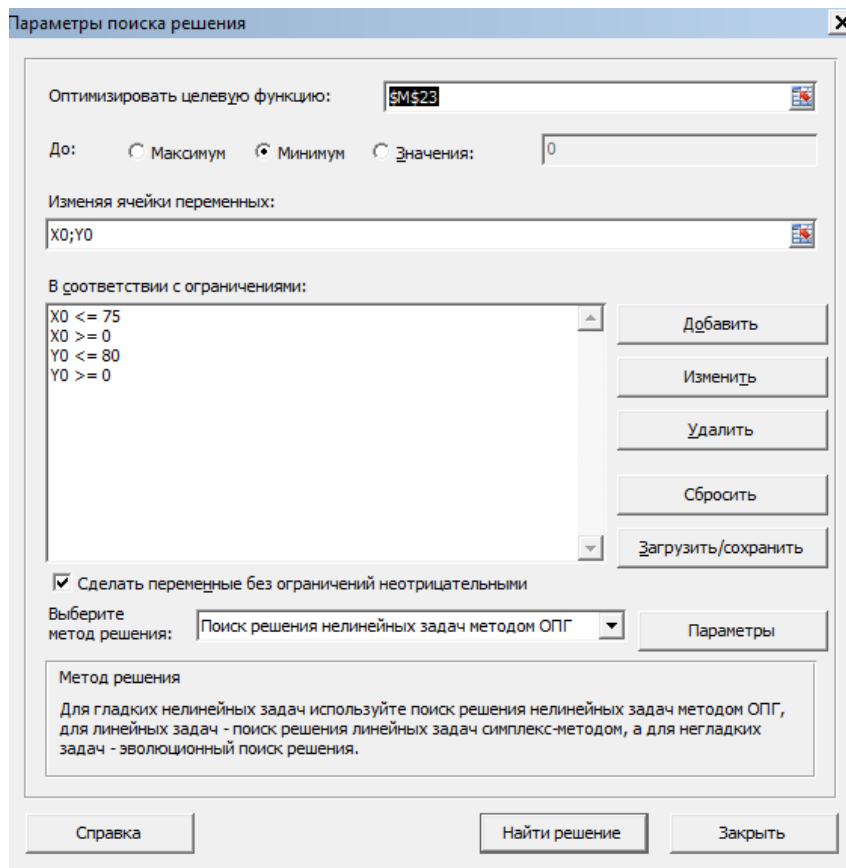 Параметры поиска решения
Оптимизировать целевую функцию: $M$23
До: Максимум Минимум Значения: 0
Изменяя ячейки переменных:
X0;Y0
В соответствии с ограничениями:
X0 <= 75
X0 >= 0
Y0 <= 80
Y0 >= 0
Добавить
Изменить
Удалить
Сбросить
Загрузить/сохранить
Сделать переменные без ограничений неотрицательными
Выберите
метод решения:
Поиск решения нелинейных задач методом ОПГ
Параметры
Метод решения
Для гладких нелинейных задач используйте поиск решения нелинейных задач методом ОПГ,
для линейных задач - поиск решения линейных задач симплекс-методом, а для негладких
задач - эволюционный поиск решения.
Справка
Найти решение
Закрыть